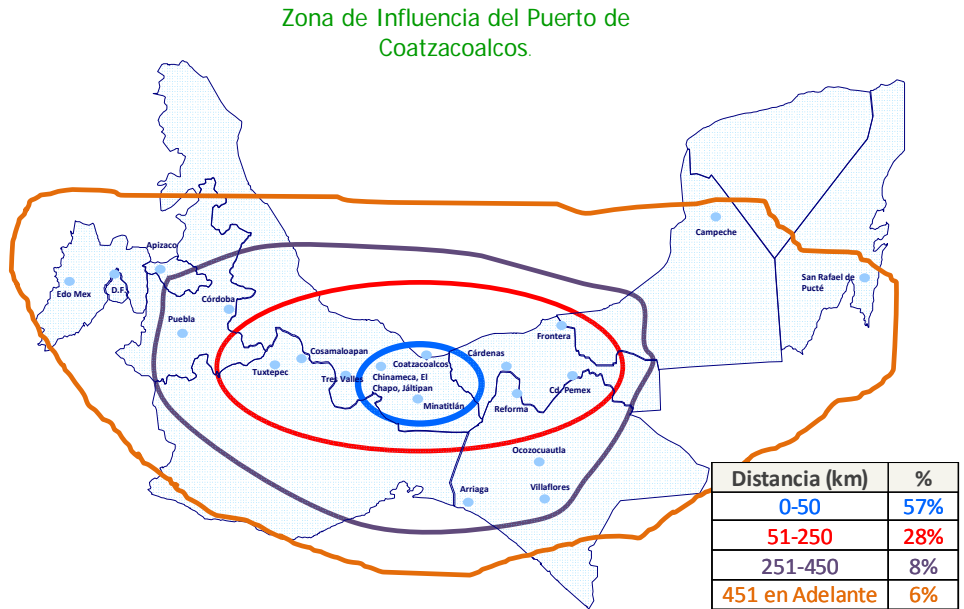 Zona de Influencia del Puerto de
Coatzacoalcos.
Apizaco
Campeche
Edo Mex
D.F.
San Rafael de
Pucté
Córdoba
Puebla
Frontera
Cosamaloapan
Coatzacoalcos
Cárdenas
Tuxtepec
Tres Valles
Chinameca, El
Chapo, Jáltipan
Cd. Pemex
Minatitlán
Reforma
Ocozocuautla
Arriaga
Villaflores
Distancia (km) %
0-50 57%
51-250 28%
251-450 8%
451 en Adelante 6%